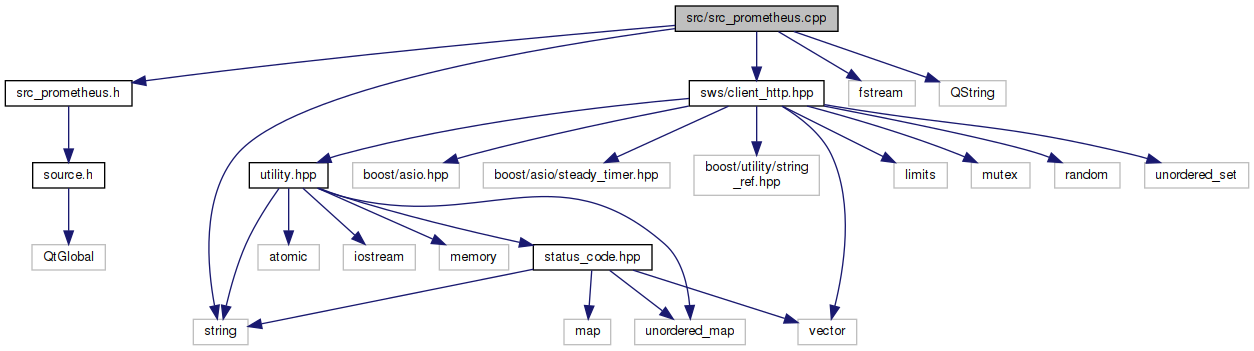 src/src_prometheus.cpp
src_prometheus.h
sws/client_http.hpp
fstream
QString
source.h
utility.hpp
boost/asio.hpp
boost/asio/steady_timer.hpp
boost/utility/string
_ref.hpp
limits
mutex
random
unordered_set
QtGlobal
atomic
iostream
memory
status_code.hpp
string
map
unordered_map
vector